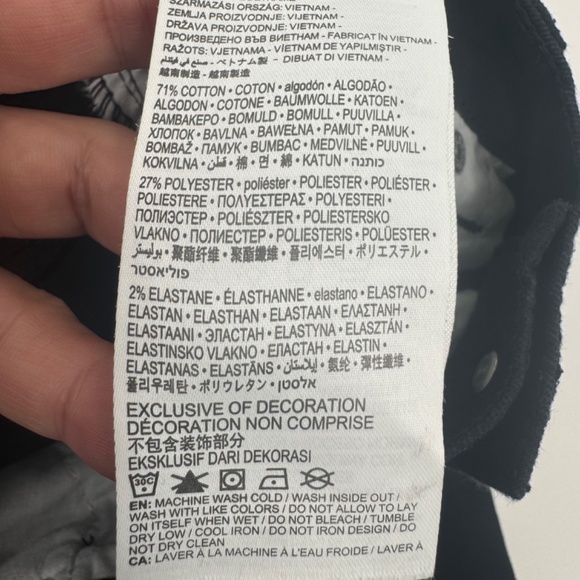 SZÁRMAZÁSI ORSZÁG: VIETNAM •
ZEMLJA PROIZVODNJE: VIJETNAM •
DRŽAVA PROIZVODNJE: VIETNAM •
ПРОИЗВЕДЕНО ВЪВ ВИЕТНАМ • FABRICAT ÎN VIETNAM •
RAŽOTS: VJETNAMA • VİETNAM DE YAPILMIŞTIR •
صنع في فيتنام • ベトナム製 • DIBUAT DI VIETNAM •
越南制造 • 越南製造
71% COTTON • COTON • algodón • ALGODÃO •
ALGODON • COTONE • BAUMWOLLE • KATOEN •
ΒΑΜΒΑΚΕΡΟ • BOMULD • BOMULL • PUUVILLA •
ХЛОПОК • BAVLNA • BAWEŁNA • PAMUT • PAMUK •
BOMBAŽ • ПАМУК • BUMBAC • MEDVILNĖ • PUUVILL •
KOKVILNA • قطن • 棉 • 면 • 綿 • KATUN • כותנה
27% POLYESTER • poliéster • POLIESTER • POLIÉSTER •
POLIESTERE • ΠΟΛΥΕΣΤΕΡΑΣ • POLYESTERI •
ПОЛИЭСТЕР • POLIÉSZTER • POLIESTERSKO
VLAKNO • ПОЛИЕСТЕР • POLIESTERIS • POLÜESTER •
بوليستر • 聚酯纤维 • 聚酯纖維 • 폴리에스터 • ポリエステル •
פוליאסטר
2% ELASTANE • ÉLASTHANNE • elastano • ELASTANO •
ELASTAN • ELASTHAN • ELASTAAN • ΕΛΑΣΤΑΝΗ •
ELASTAANI • ЭЛАСТАН • ELASTYNA • ELASZTÁN •
ELASTINSKO VLAKNO • ЕЛАСТАН • ELASTIN •
ELASTANAS • ELASTĀNS • إيلاستان • 氨纶 • 彈性纖維 •
폴리우레탄 • ポリウレタン • אלסטן
EXCLUSIVE OF DECORATION
DÉCORATION NON COMPRISE
不包含装饰部分
EKSKLUSIF DARI DEKORASI
30C
EN: MACHINE WASH COLD / WASH INSIDE OUT /
WASH WITH LIKE COLORS / DO NOT ALLOW TO LAY
ON ITSELF WHEN WET / DO NOT BLEACH / TUMBLE
DRY LOW / COOL IRON / DO NOT IRON DESIGN / DO
NOT DRY CLEAN
CA: LAVER À LA MACHINE À L'EAU FROIDE / LAVER À